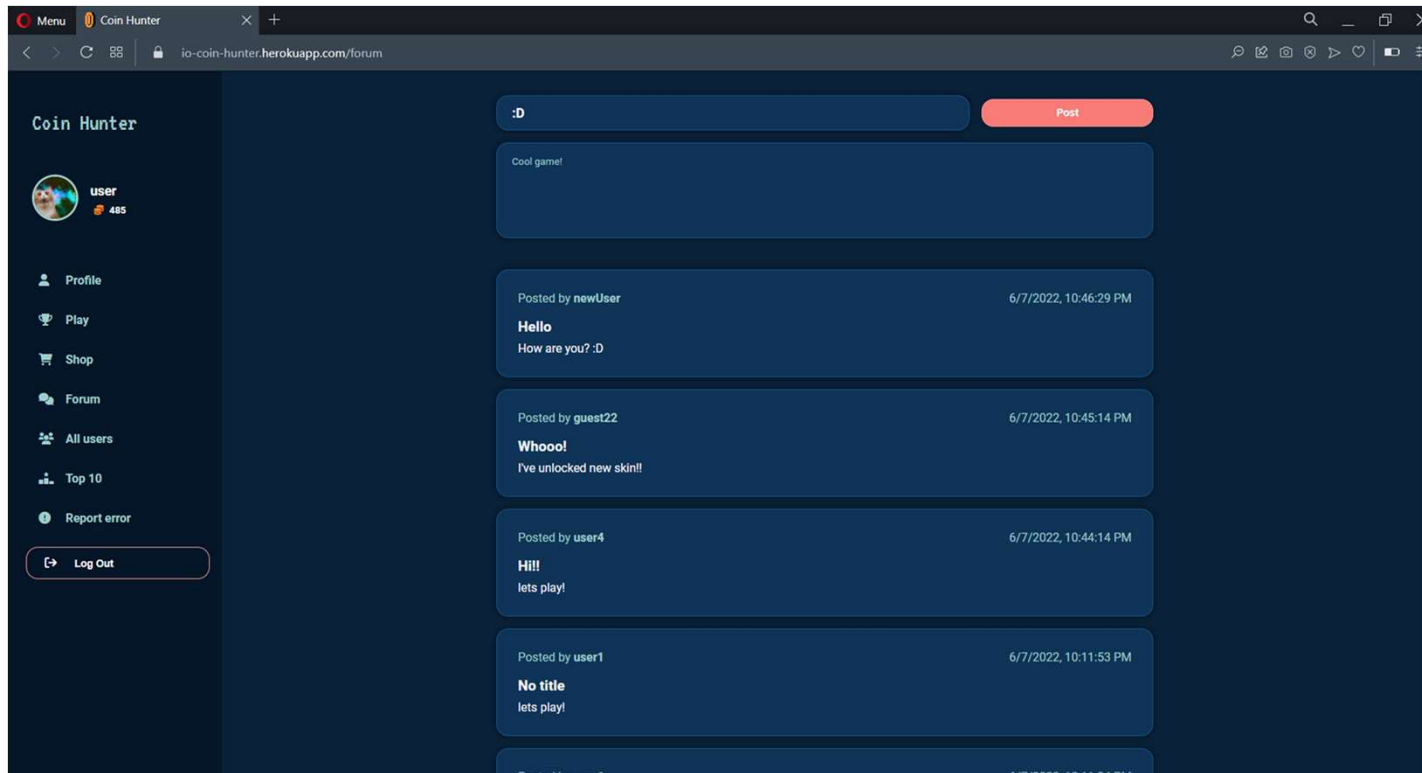 Menu
Coin Hunter
io-coin-hunter.herokuapp.com/forum
Coin Hunter
user
485
Profile
Play
Shop
Forum
All users
Top 10
Report error
Log Out
:D
Post
Cool game!
Posted by newUser 6/7/2022, 10:46:29 PM
Hello
How are you? :D
Posted by guest22 6/7/2022, 10:45:14 PM
Whooo!
I've unlocked new skin!!
Posted by user4 6/7/2022, 10:44:14 PM
Hi!!
lets play!
Posted by user1 6/7/2022, 10:11:53 PM
No title
lets play!